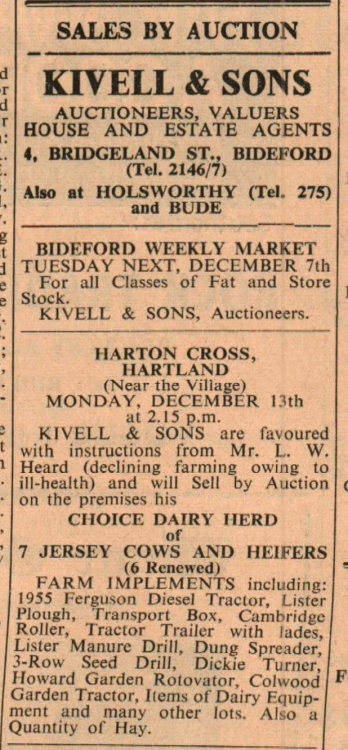 SALES BY AUCTION
KIVELL & SONS
AUCTIONEERS, VALUERS
HOUSE AND ESTATE AGENTS
4, BRIDGELAND ST., BIDEFORD
(Tel. 2146/7)
Also at HOLSWORTHY (Tel. 275)
and BUDE
BIDEFORD WEEKLY MARKET
TUESDAY NEXT, DECEMBER 7th
For all Classes of Fat and Store
Stock.
KIVELL & SONS, Auctioneers.
HARTON CROSS,
HARTLAND
(Near the Village)
MONDAY, DECEMBER 13th
at 2.15 p.m.
KIVELL & SONS are favoured
with instructions from Mr. L. W.
Heard (declining farming owing to
ill-health) and will Sell by Auction
on the premises his
CHOICE DAIRY HERD
of
7 JERSEY COWS AND HEIFERS
(6 Renewed)
FARM IMPLEMENTS including:
1955 Ferguson Diesel Tractor, Lister
Plough, Transport Box, Cambridge
Roller, Tractor Trailer with lades,
Lister Manure Drill, Dung Spreader,
3-Row Seed Drill, Dickie Turner,
Howard Garden Rotovator, Colwood
Garden Tractor, Items of Dairy Equip-
ment and many other lots. Also a
Quantity of Hay.